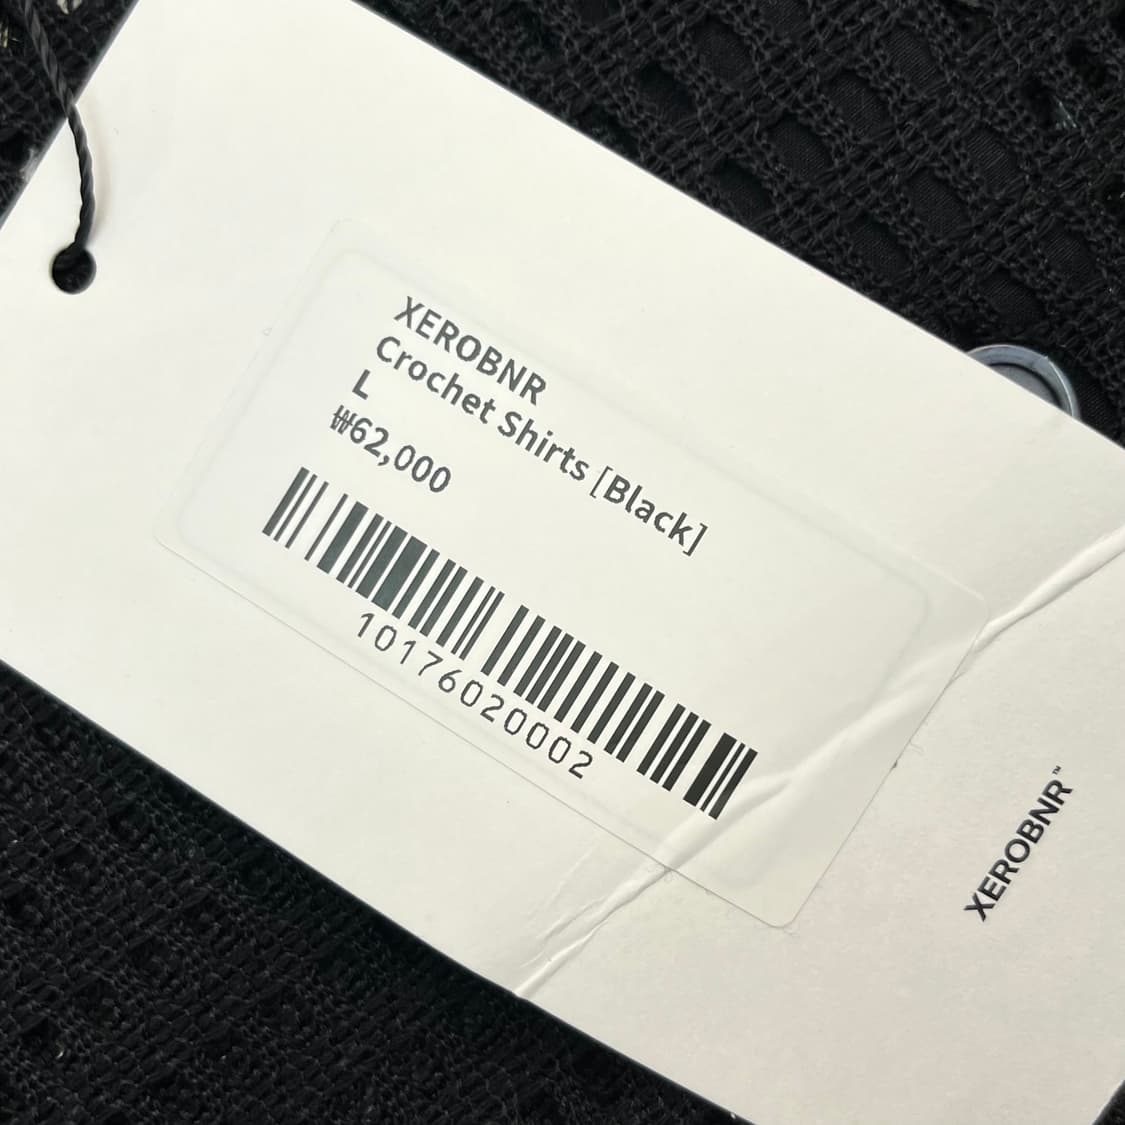 XEROBNR
Crochet Shirts [Black]
L
₩62,000
10176020002
XEROBNR™